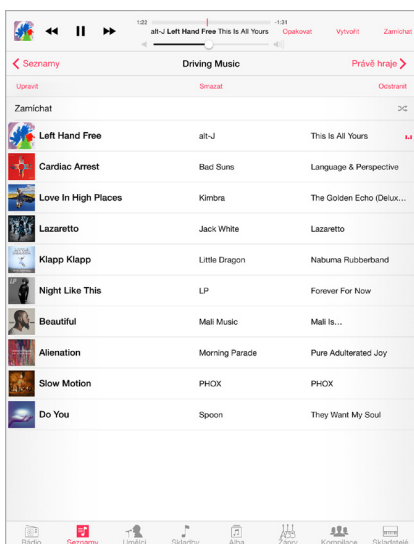 1:22 -1:31
alt-J Left Hand Free This Is All Yours Opakovat Vytvořit Zamíchat
Seznamy Driving Music Právě hraje
Upravit Smazat Odstranit
Zamíchat
Left Hand Free alt-J This Is All Yours
Cardiac Arrest Bad Suns Language & Perspective
Love In High Places Kimbra The Golden Echo (Delux...
Lazaretto Jack White Lazaretto
Klapp Klapp Little Dragon Nabuma Rubberband
Night Like This LP Forever For Now
Beautiful Mali Music Mali Is...
Alienation Morning Parade Pure Adulterated Joy
Slow Motion PHOX PHOX
Do You Spoon They Want My Soul
Rádio Seznamy Umělci Skladby Alba Žánry Kompilace Skladatelé